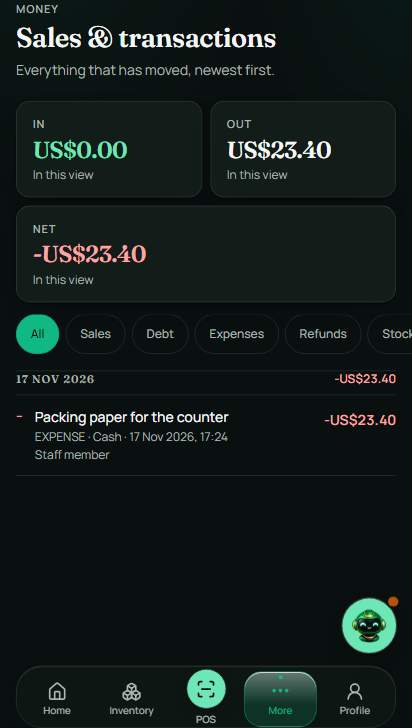 MONEY
Sales & transactions
Everything that has moved, newest first.
IN
US$0.00
In this view
OUT
US$23.40
In this view
NET
-US$23.40
In this view
All Sales Debt Expenses Refunds Stock
17 NOV 2026 -US$23.40
– Packing paper for the counter -US$23.40
EXPENSE · Cash · 17 Nov 2026, 17:24
Staff member
Home Inventory POS More Profile